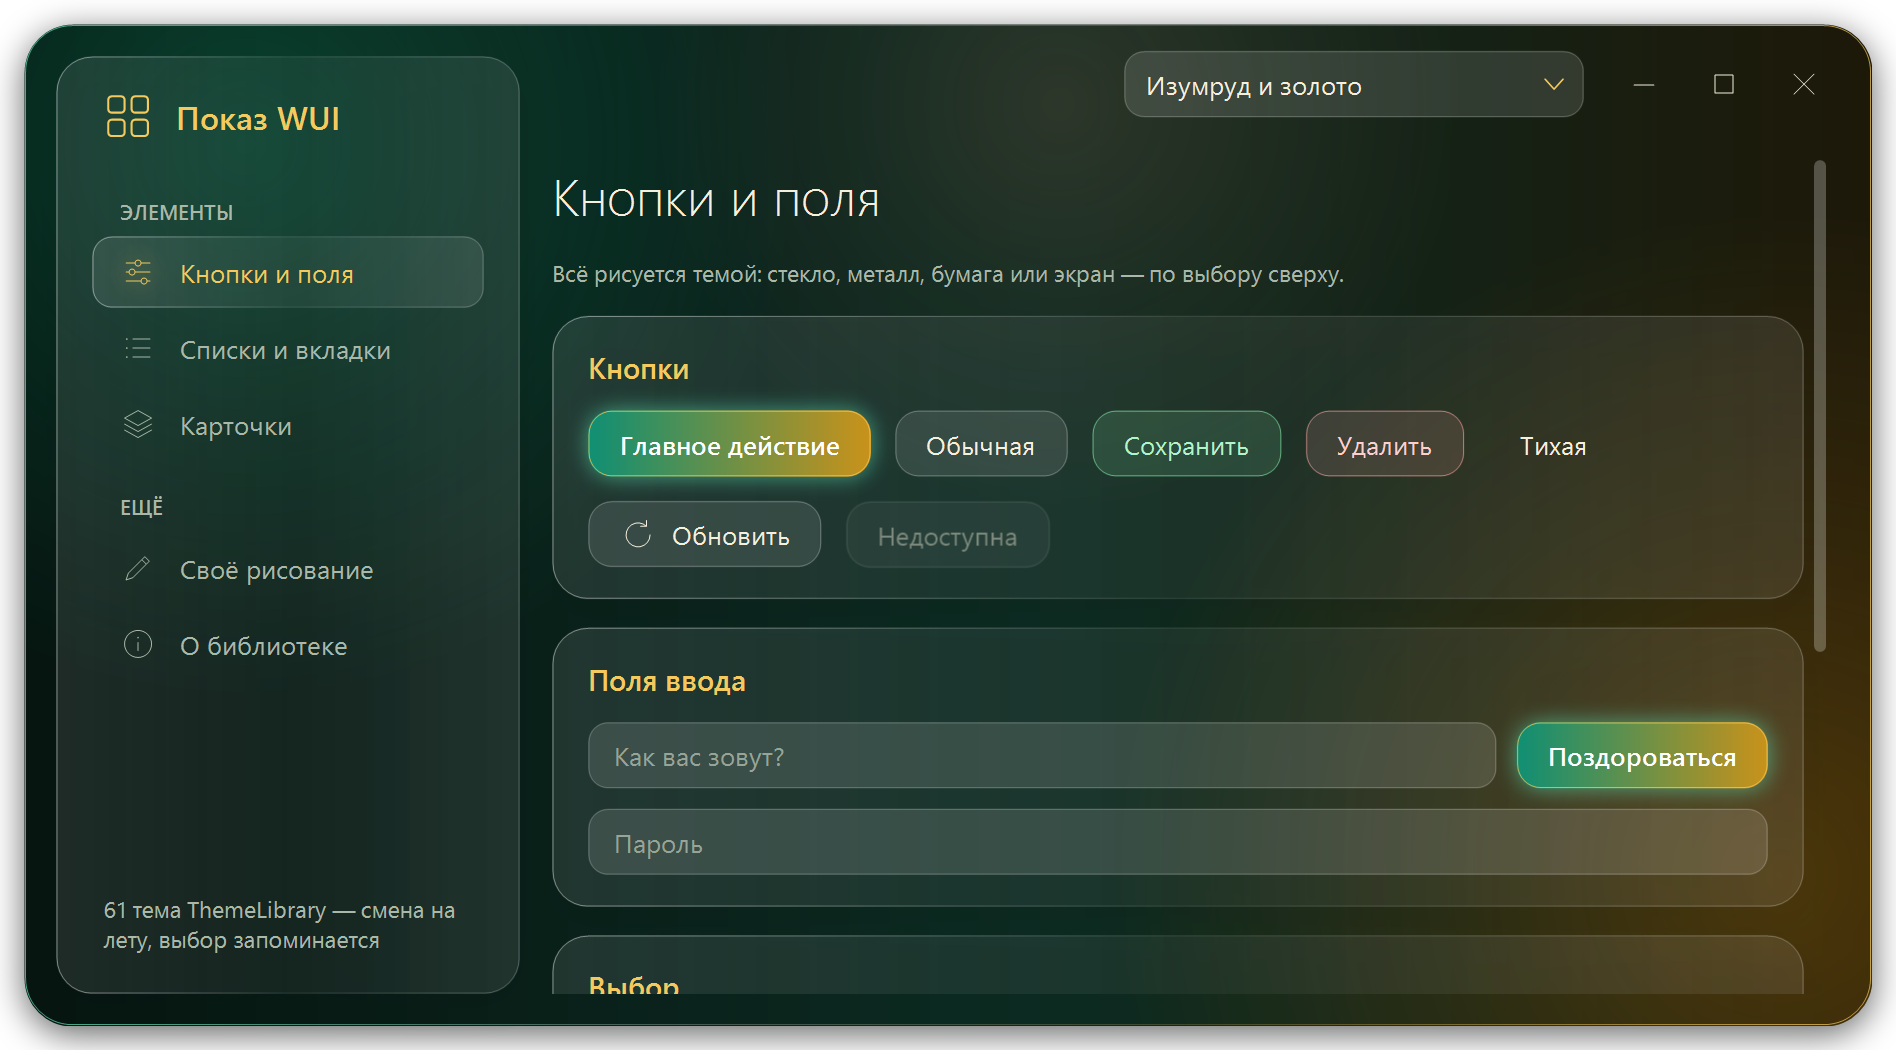 Показ WUI
ЭЛЕМЕНТЫ
Кнопки и поля
Списки и вкладки
Карточки
ЕЩЁ
Своё рисование
О библиотеке
61 тема ThemeLibrary — смена на
лету, выбор запоминается
Изумруд и золото
Кнопки и поля
Всё рисуется темой: стекло, металл, бумага или экран — по выбору сверху.
Кнопки
Главное действие
Обычная
Сохранить
Удалить
Тихая
Обновить
Недоступна
Поля ввода
Как вас зовут?
Поздороваться
Пароль
Выбор